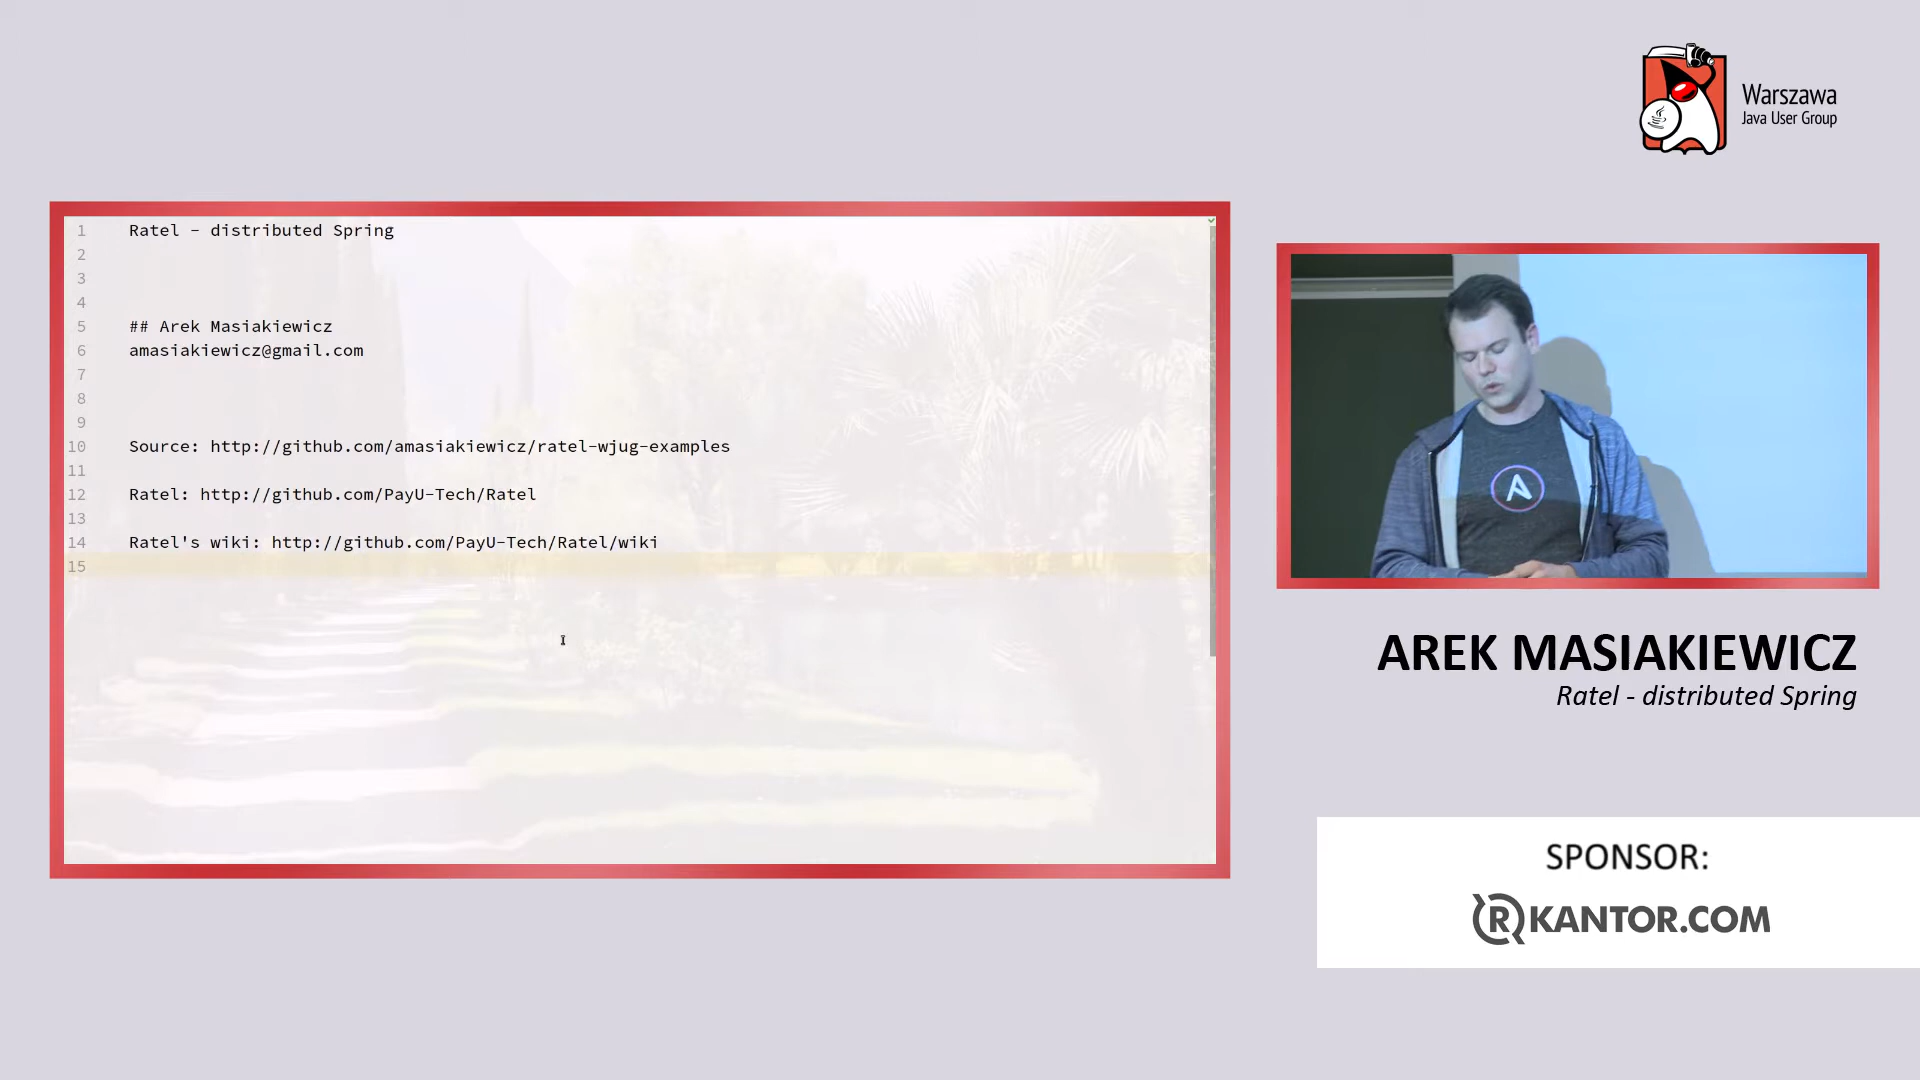 Warszawa
Java User Group
1 Ratel - distributed Spring
2
3
4
5 ## Arek Masiakiewicz
6 amasiakiewicz@gmail.com
7
8
9
10 Source: http://github.com/amasiakiewicz/ratel-wjug-examples
11
12 Ratel: http://github.com/PayU-Tech/Ratel
13
14 Ratel's wiki: http://github.com/PayU-Tech/Ratel/wiki
15
A
AREK MASIAKIEWICZ
Ratel - distributed Spring
SPONSOR:
RKANTOR.COM